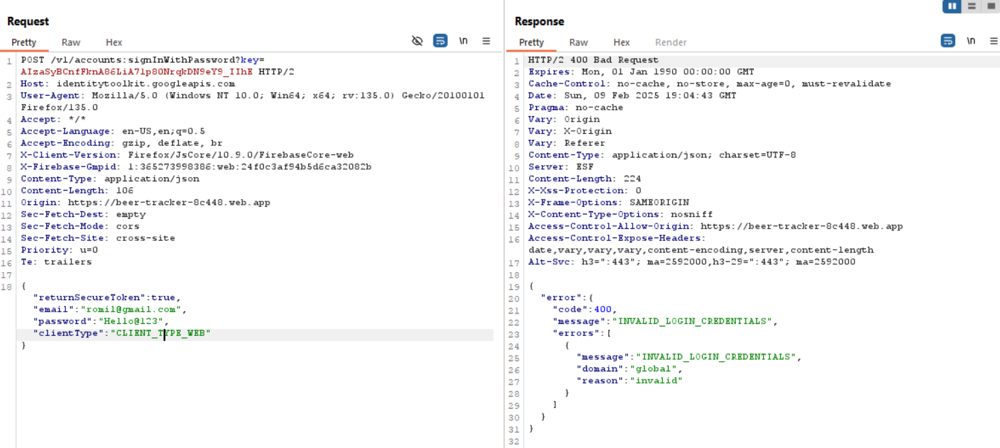 Request
Pretty Raw Hex \n
1 POST /v1/accounts:signInWithPassword?key=
AIzaSyBCnfFknA86LiA7lp80NrqkDN9eY9_IIhE HTTP/2
2 Host: identitytoolkit.googleapis.com
3 User-Agent: Mozilla/5.0 (Windows NT 10.0; Win64; x64; rv:135.0) Gecko/20100101
Firefox/135.0
4 Accept: */*
5 Accept-Language: en-US,en;q=0.5
6 Accept-Encoding: gzip, deflate, br
7 X-Client-Version: Firefox/JsCore/10.9.0/FirebaseCore-web
8 X-Firebase-Gmpid: 1:365273998386:web:24f0c3af94b5d6ca32082b
9 Content-Type: application/json
10 Content-Length: 106
11 Origin: https://beer-tracker-8c448.web.app
12 Sec-Fetch-Dest: empty
13 Sec-Fetch-Mode: cors
14 Sec-Fetch-Site: cross-site
15 Priority: u=0
16 Te: trailers
17
18 {
"returnSecureToken":true,
"email":"romil@gmail.com",
"password":"Hello@123",
"clientType":"CLIENT_TYPE_WEB"
}
Response
Pretty Raw Hex Render \n
1 HTTP/2 400 Bad Request
2 Expires: Mon, 01 Jan 1990 00:00:00 GMT
3 Cache-Control: no-cache, no-store, max-age=0, must-revalidate
4 Date: Sun, 09 Feb 2025 19:04:43 GMT
5 Pragma: no-cache
6 Vary: Origin
7 Vary: X-Origin
8 Vary: Referer
9 Content-Type: application/json; charset=UTF-8
10 Server: ESF
11 Content-Length: 224
12 X-Xss-Protection: 0
13 X-Frame-Options: SAMEORIGIN
14 X-Content-Type-Options: nosniff
15 Access-Control-Allow-Origin: https://beer-tracker-8c448.web.app
16 Access-Control-Expose-Headers:
date,vary,vary,vary,content-encoding,server,content-length
17 Alt-Svc: h3=":443"; ma=2592000,h3-29=":443"; ma=2592000
18
19 {
20 "error":{
21 "code":400,
22 "message":"INVALID_LOGIN_CREDENTIALS",
23 "errors":[
24 {
25 "message":"INVALID_LOGIN_CREDENTIALS",
26 "domain":"global",
27 "reason":"invalid"
28 }
29 ]
30 }
31 }
32